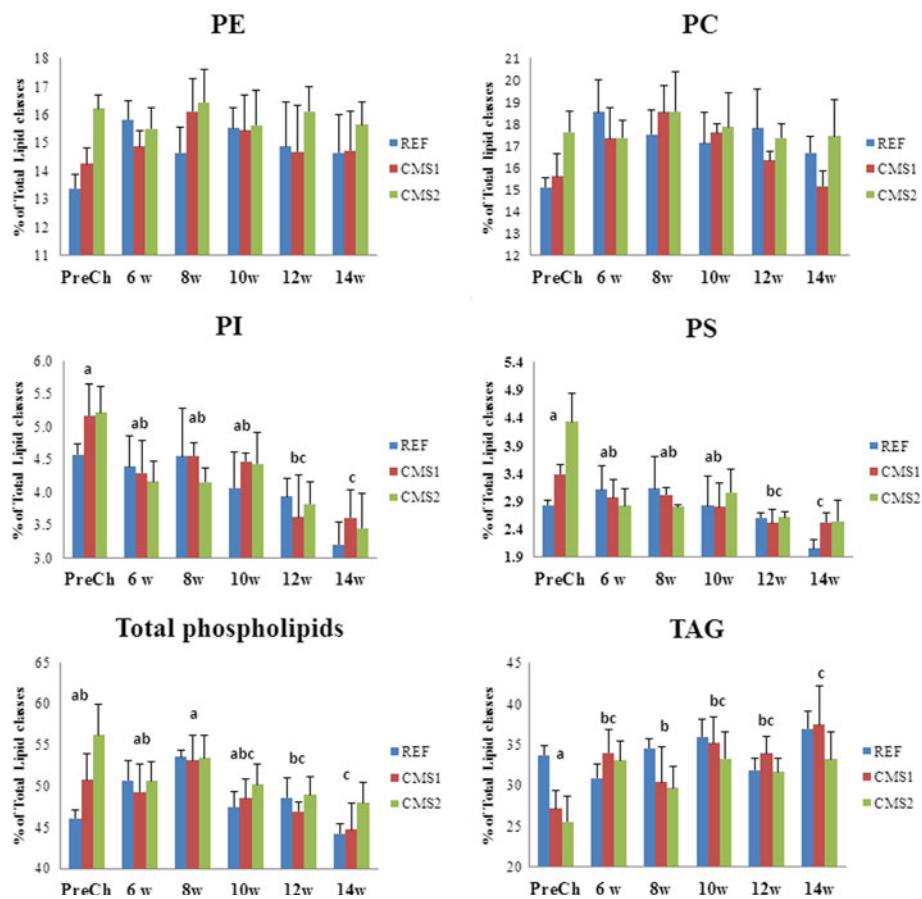 PE
% of Total Lipid classes
18
17
16
15
14
13
12
11
PreCh 6 w 8w 10w 12w 14w
REF
CMS1
CMS2
PC
% of Total Lipid classes
21
20
19
18
17
16
15
14
13
12
PreCh 6 w 8w 10w 12w 14w
REF
CMS1
CMS2
PI
% of Total Lipid classes
6.0
5.5
5.0
4.5
4.0
3.5
3.0
a ab ab ab bc c
PreCh 6 w 8w 10w 12w 14w
REF
CMS1
CMS2
PS
% of Total Lipid classes
5.4
4.9
4.4
3.9
3.4
2.9
2.4
1.9
a ab ab ab bc c
PreCh 6 w 8w 10w 12w 14w
REF
CMS1
CMS2
Total phospholipids
% of Total Lipid classes
65
60
55
50
45
40
ab ab a abc bc c
PreCh 6 w 8w 10w 12w 14w
REF
CMS1
CMS2
TAG
% of Total Lipid classes
45
40
35
30
25
20
a bc b bc bc c
PreCh 6 w 8w 10w 12w 14w
REF
CMS1
CMS2